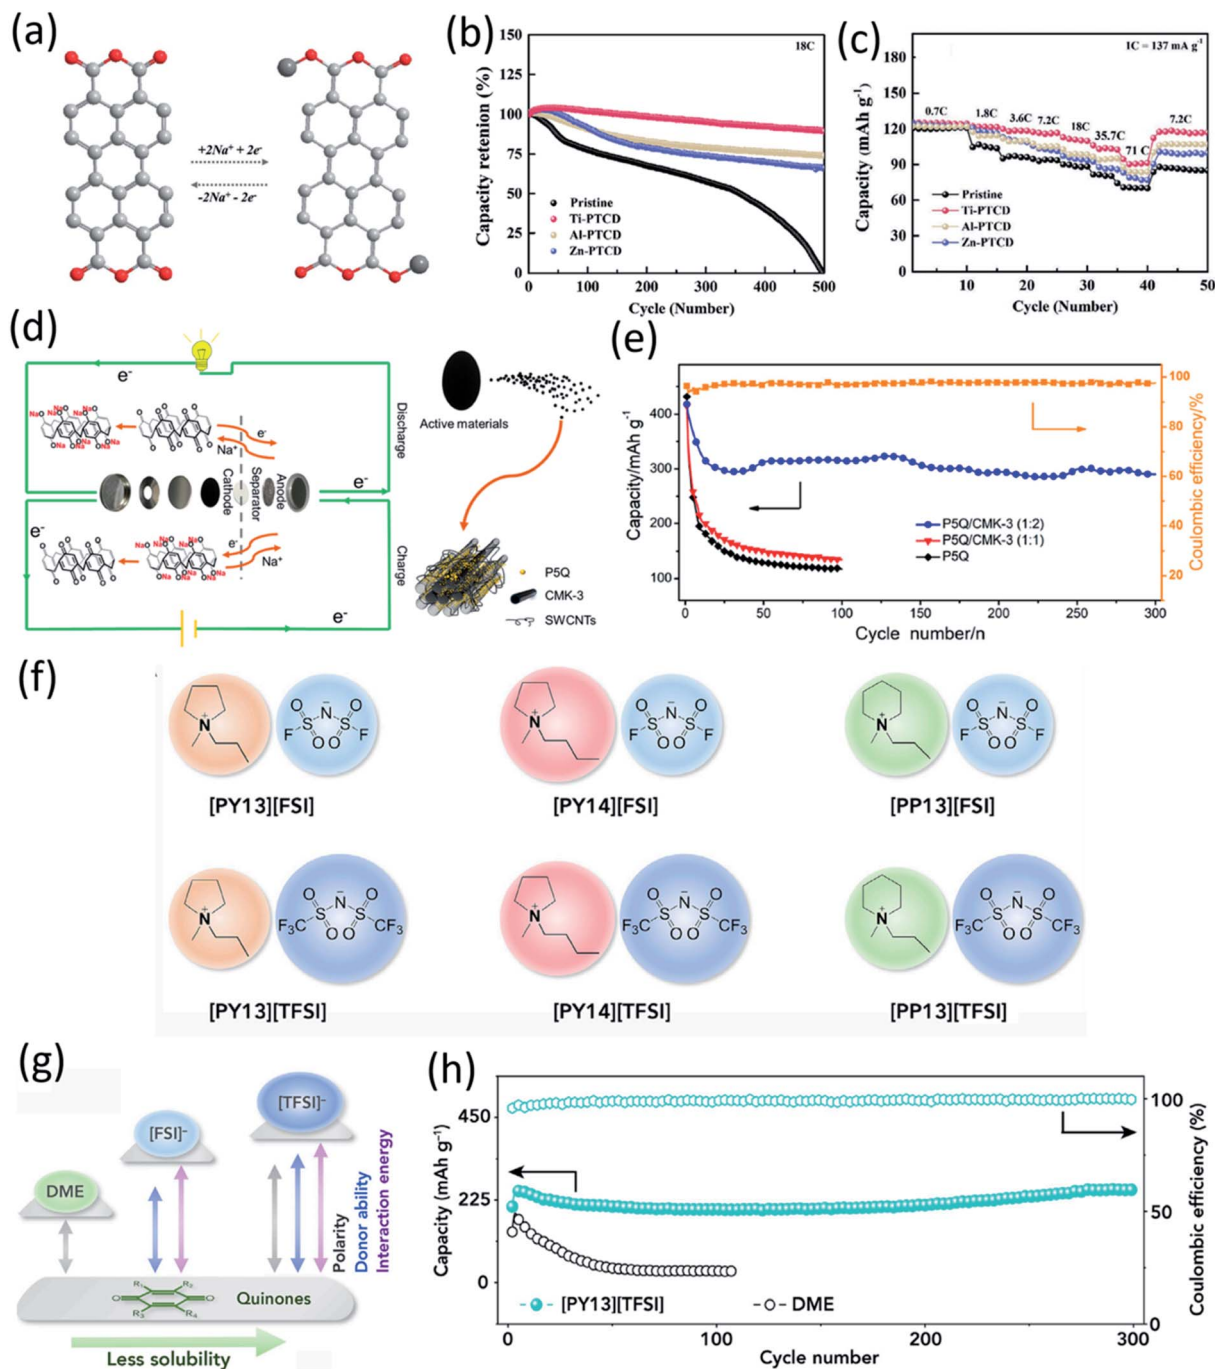 (a)
+2Na⁺ + 2e⁻
-2Na⁺ - 2e⁻
(b)
Capacity retenion (%)
150
125
100
75
50
25
0
18C
Pristine
Ti-PTCD
Al-PTCD
Zn-PTCD
0 100 200 300 400 500
Cycle (Number)
(c)
Capacity (mAh g⁻¹)
180
150
120
90
60
30
0
1C = 137 mA g⁻¹
0.7C 1.8C 3.6C 7.2C 18C 35.7C 71 C 7.2C
Pristine
Ti-PTCD
Al-PTCD
Zn-PTCD
10 20 30 40 50
Cycle (Number)
(d)
e⁻ e⁻
e⁻
Na⁺
Discharge
Cathode
Separator
Anode
e⁻
e⁻
e⁻
Na⁺
Charge
e⁻
Active materials
P5Q
CMK-3
SWCNTs
(e)
Capacity/mAh g⁻¹
400
300
200
100
P5Q/CMK-3 (1:2)
P5Q/CMK-3 (1:1)
P5Q
0 50 100 150 200 250 300
Cycle number/n
100
80
60
40
20
Coulombic efficiency/%
(f)
[PY13][FSI] [PY14][FSI] [PP13][FSI]
[PY13][TFSI] [PY14][TFSI] [PP13][TFSI]
(g)
DME
[FSI]⁻
[TFSI]⁻
Polarity
Donor ability
Interaction energy
R₁ R₂
O O
R₃ R₄
Quinones
Less solubility
(h)
Capacity (mAh g⁻¹)
450
225
0
[PY13][TFSI] DME
0 100 200 300
Cycle number
100
50
0
Coulombic efficiency (%)